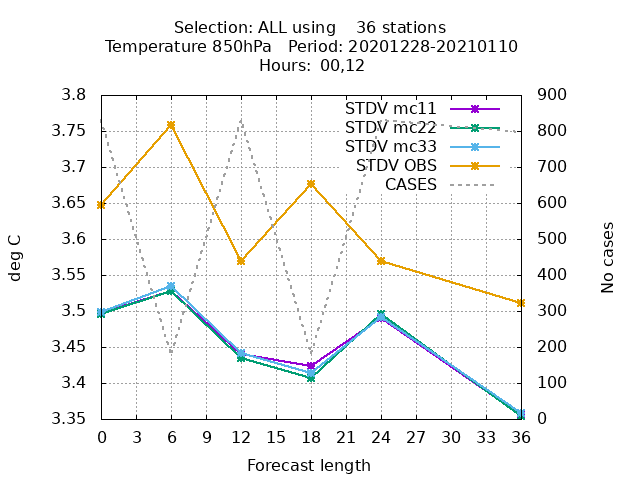 Selection: ALL using    36 stations
Temperature 850hPa   Period: 20201228-20210110
Hours:  00,12
3.8
3.75
3.7
3.65
3.6
3.55
3.5
3.45
3.4
3.35
deg C
STDV mc11
STDV mc22
STDV mc33
STDV OBS
CASES
900
800
700
600
500
400
300
200
100
0
No cases
0 3 6 9 12 15 18 21 24 27 30 33 36
Forecast length